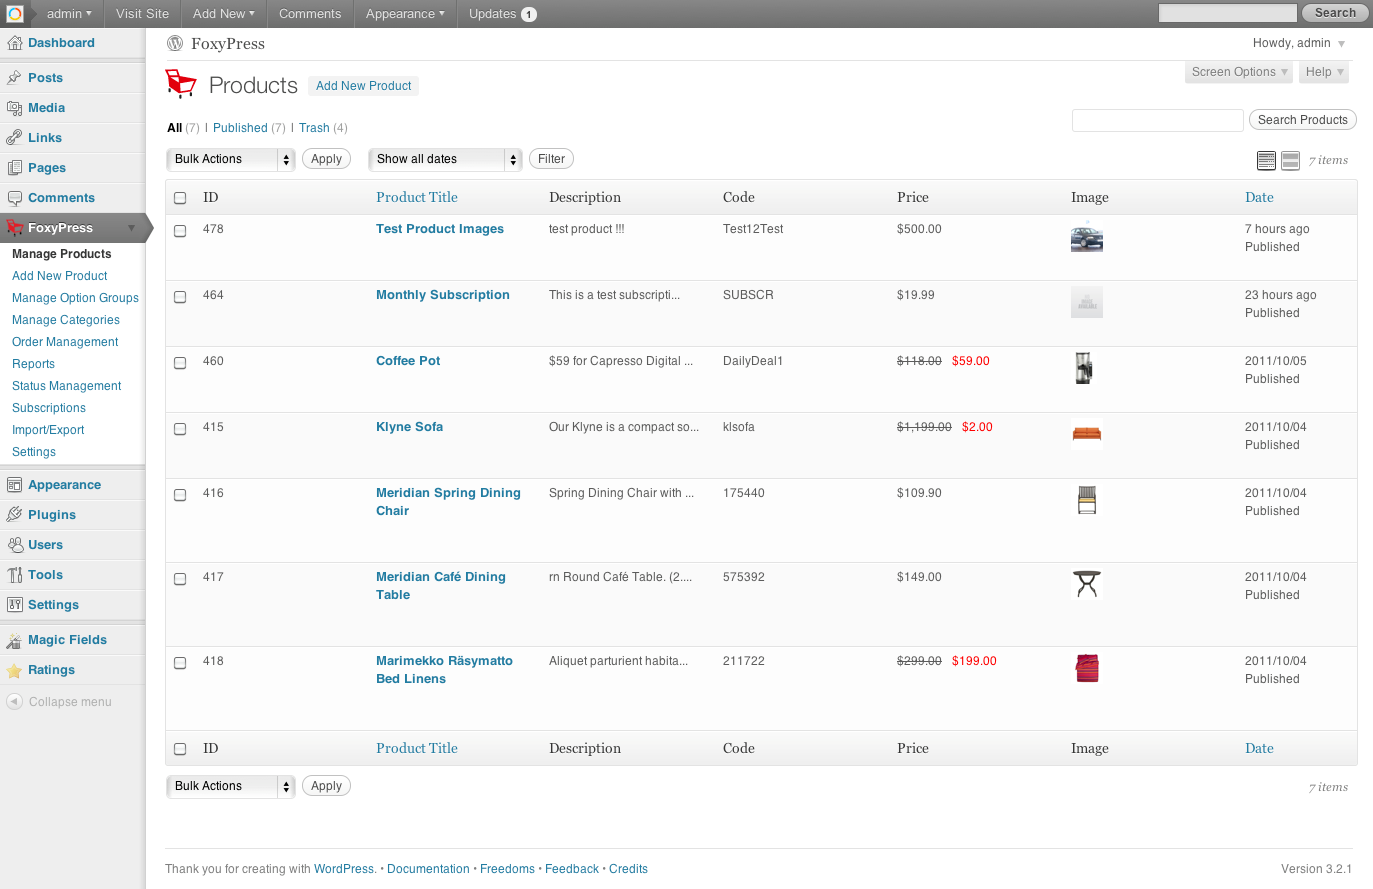 admin Visit Site Add New Comments Appearance Updates 1 Search
FoxyPress Howdy, admin
Screen Options Help
Products Add New Product
All (7) | Published (7) | Trash (4) Search Products
Bulk Actions Apply Show all dates Filter 7 items
Dashboard
Posts
Media
Links
Pages
Comments
FoxyPress
Manage Products
Add New Product
Manage Option Groups
Manage Categories
Order Management
Reports
Status Management
Subscriptions
Import/Export
Settings
Appearance
Plugins
Users
Tools
Settings
Magic Fields
Ratings
Collapse menu
ID Product Title Description Code Price Image Date
478 Test Product Images test product !!! Test12Test $500.00 7 hours ago
Published
464 Monthly Subscription This is a test subscripti... SUBSCR $19.99 23 hours ago
Published
460 Coffee Pot $59 for Capresso Digital ... DailyDeal1 $118.00 $59.00 2011/10/05
Published
415 Klyne Sofa Our Klyne is a compact so... klsofa $1,199.00 $2.00 2011/10/04
Published
416 Meridian Spring Dining Spring Dining Chair with ... 175440 $109.90 2011/10/04
Chair Published
417 Meridian Café Dining rn Round Café Table. (2.... 575392 $149.00 2011/10/04
Table Published
418 Marimekko Räsymatto Aliquet parturient habita... 211722 $299.00 $199.00 2011/10/04
Bed Linens Published
ID Product Title Description Code Price Image Date
Bulk Actions Apply 7 items
Thank you for creating with WordPress. • Documentation • Freedoms • Feedback • Credits Version 3.2.1